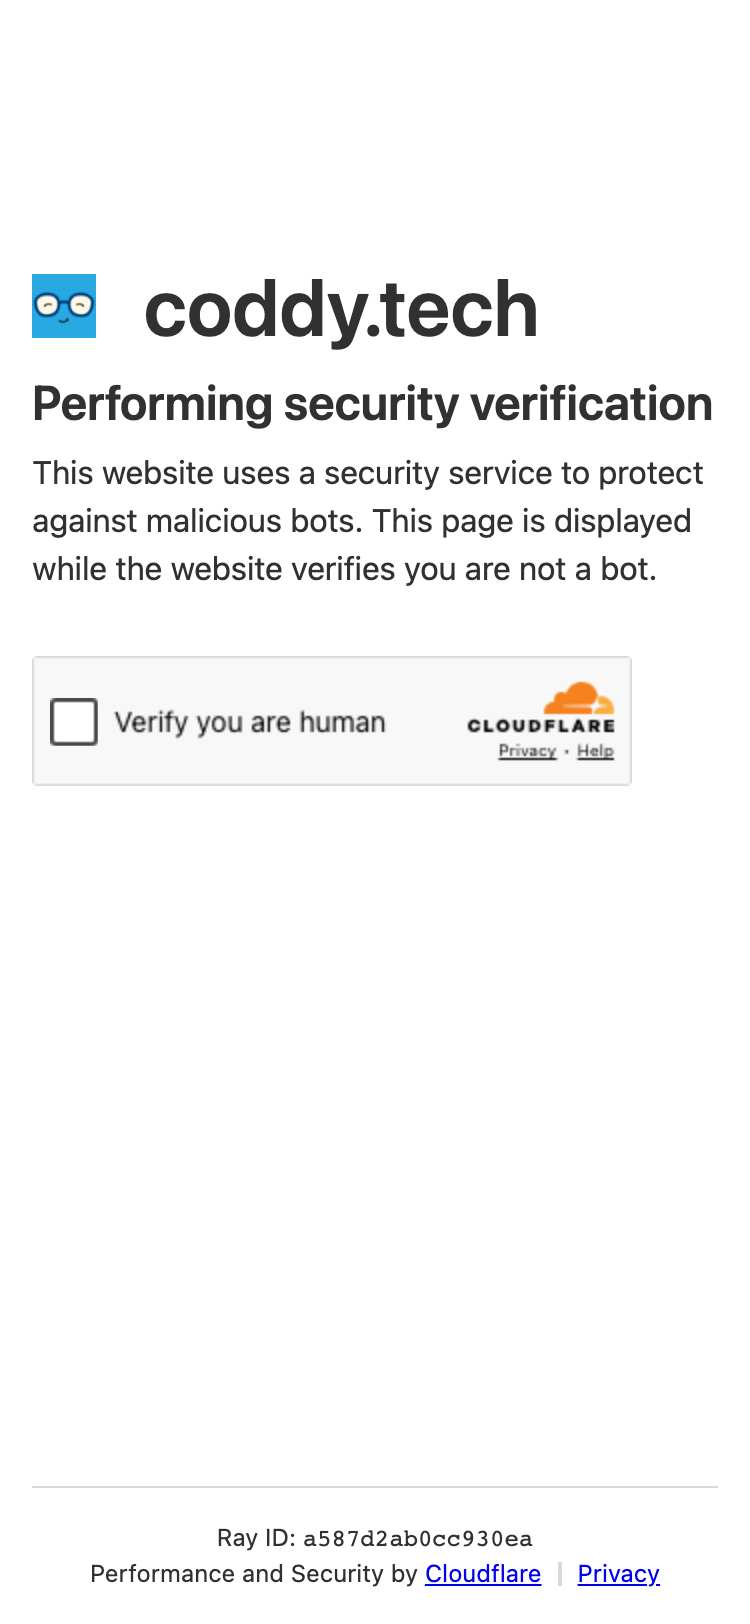 coddy.tech
Performing security verification
This website uses a security service to protect
against malicious bots. This page is displayed
while the website verifies you are not a bot.
Verify you are human
CLOUDFLARE
Privacy • Help
Ray ID: a587d2ab0cc930ea
Performance and Security by Cloudflare | Privacy